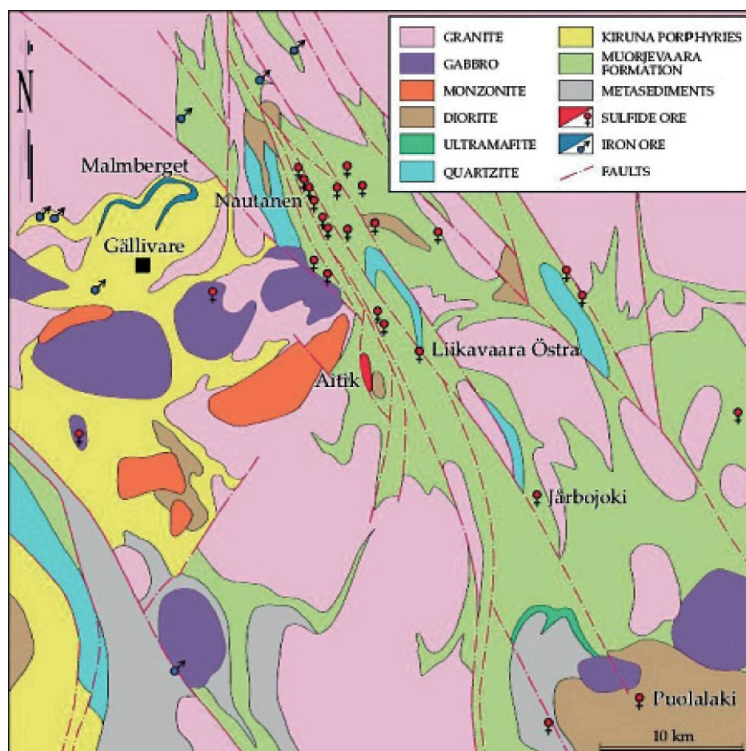 GRANITE
GABBRO
MONZONITE
DIORITE
ULTRAMAFITE
QUARTZITE
KIRUNA PORPHYRIES
MUORJEVAARA
FORMATION
METASEDIMENTS
SULFIDE ORE
IRON ORE
FAULTS
N
Malmberget
Nautanen
Gällivare
Liikavaara Östra
Aitik
Jårbojoki
Puolalaki
10 km